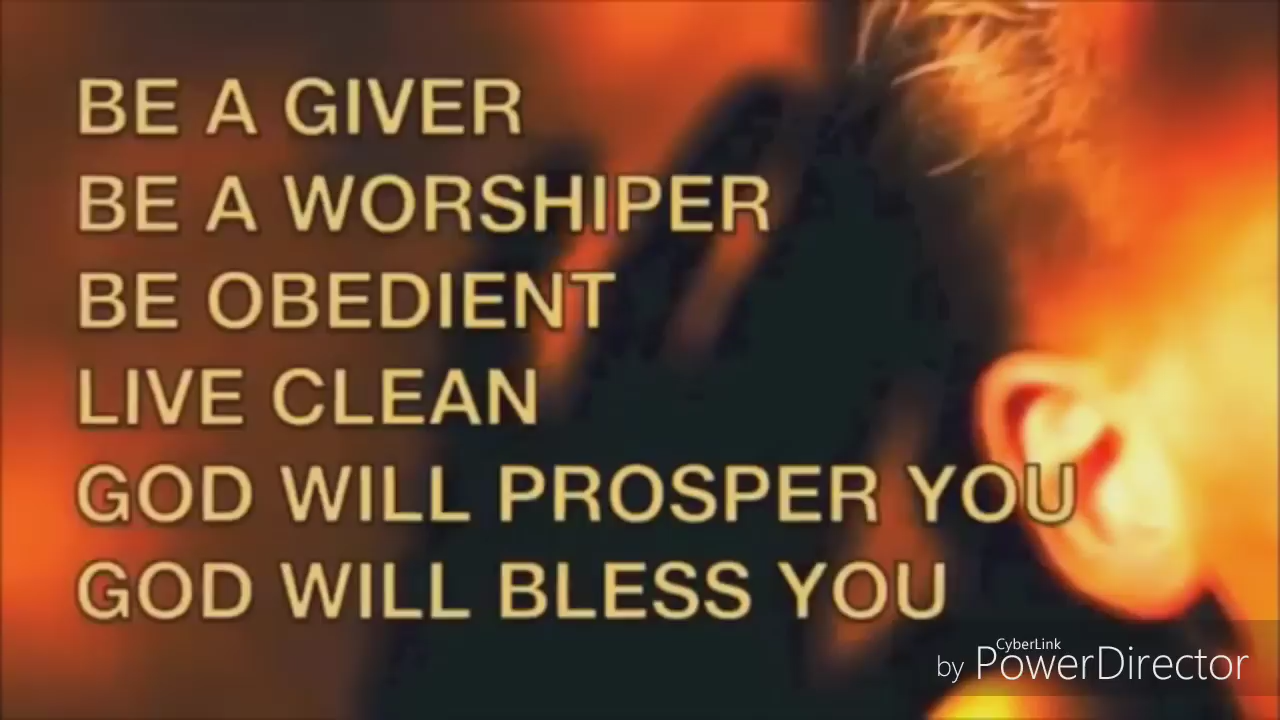 BE A GIVER
BE A WORSHIPER
BE OBEDIENT
LIVE CLEAN
GOD WILL PROSPER YOU
GOD WILL BLESS YOU
CyberLink
by PowerDirector